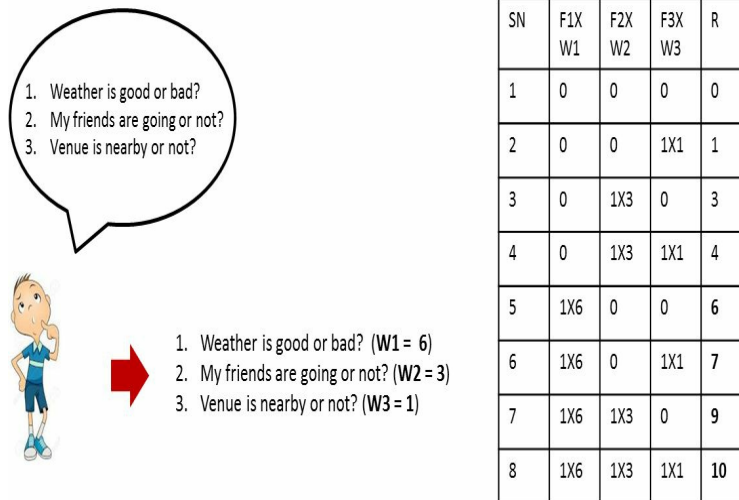 1. Weather is good or bad?
2. My friends are going or not?
3. Venue is nearby or not?
1. Weather is good or bad? (W1 = 6)
2. My friends are going or not? (W2 = 3)
3. Venue is nearby or not? (W3 = 1)
SN F1X W1 F2X W2 F3X W3 R
1 0 0 0 0
2 0 0 1X1 1
3 0 1X3 0 3
4 0 1X3 1X1 4
5 1X6 0 0 6
6 1X6 0 1X1 7
7 1X6 1X3 0 9
8 1X6 1X3 1X1 10